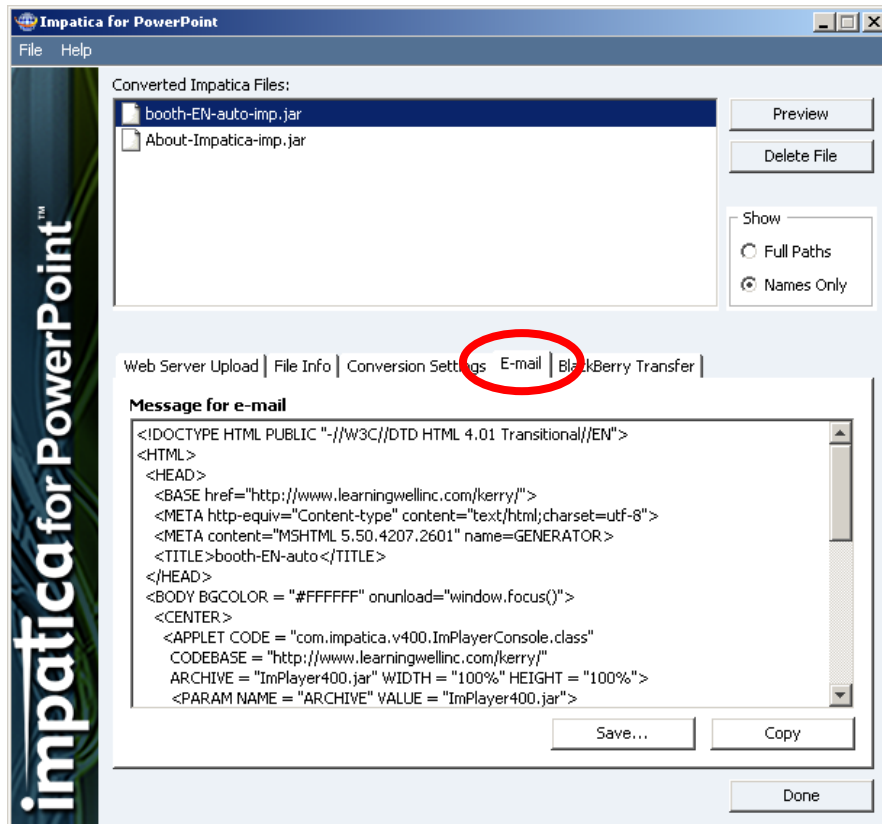 Impatica for PowerPoint
File Help
Converted Impatica Files:
booth-EN-auto-imp.jar
About-Impatica-imp.jar
Preview
Delete File
Show
Full Paths
Names Only
impatica for PowerPoint™
Web Server Upload File Info Conversion Settings E-mail BlackBerry Transfer
Message for e-mail
<!DOCTYPE HTML PUBLIC "-//W3C//DTD HTML 4.01 Transitional//EN">
<HTML>
<HEAD>
<BASE href="http://www.learningwellinc.com/kerry/">
<META http-equiv="Content-type" content="text/html;charset=utf-8">
<META content="MSHTML 5.50.4207.2601" name=GENERATOR>
<TITLE>booth-EN-auto</TITLE>
</HEAD>
<BODY BGCOLOR = "#FFFFFF" onunload="window.focus()">
<CENTER>
<APPLET CODE = "com.impatica.v400.ImPlayerConsole.class"
CODEBASE = "http://www.learningwellinc.com/kerry/"
ARCHIVE = "ImPlayer400.jar" WIDTH = "100%" HEIGHT = "100%">
<PARAM NAME = "ARCHIVE" VALUE = "ImPlayer400.jar">
Save... Copy
Done